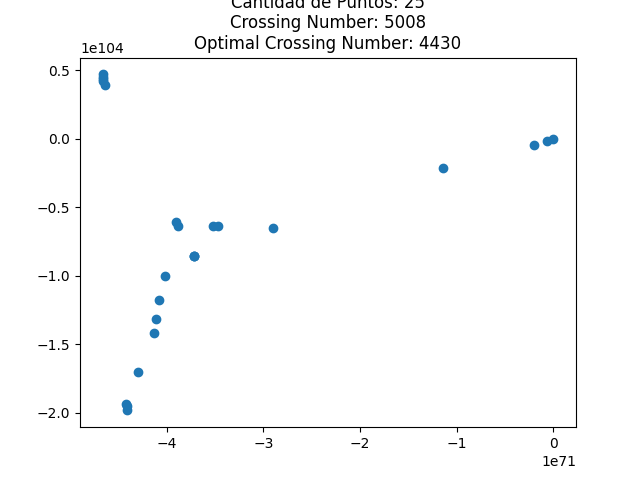 Cantidad de Puntos: 25
Crossing Number: 5008
Optimal Crossing Number: 4430
1e104
0.5
0.0
−0.5
−1.0
−1.5
−2.0
−4 −3 −2 −1 0
1e71